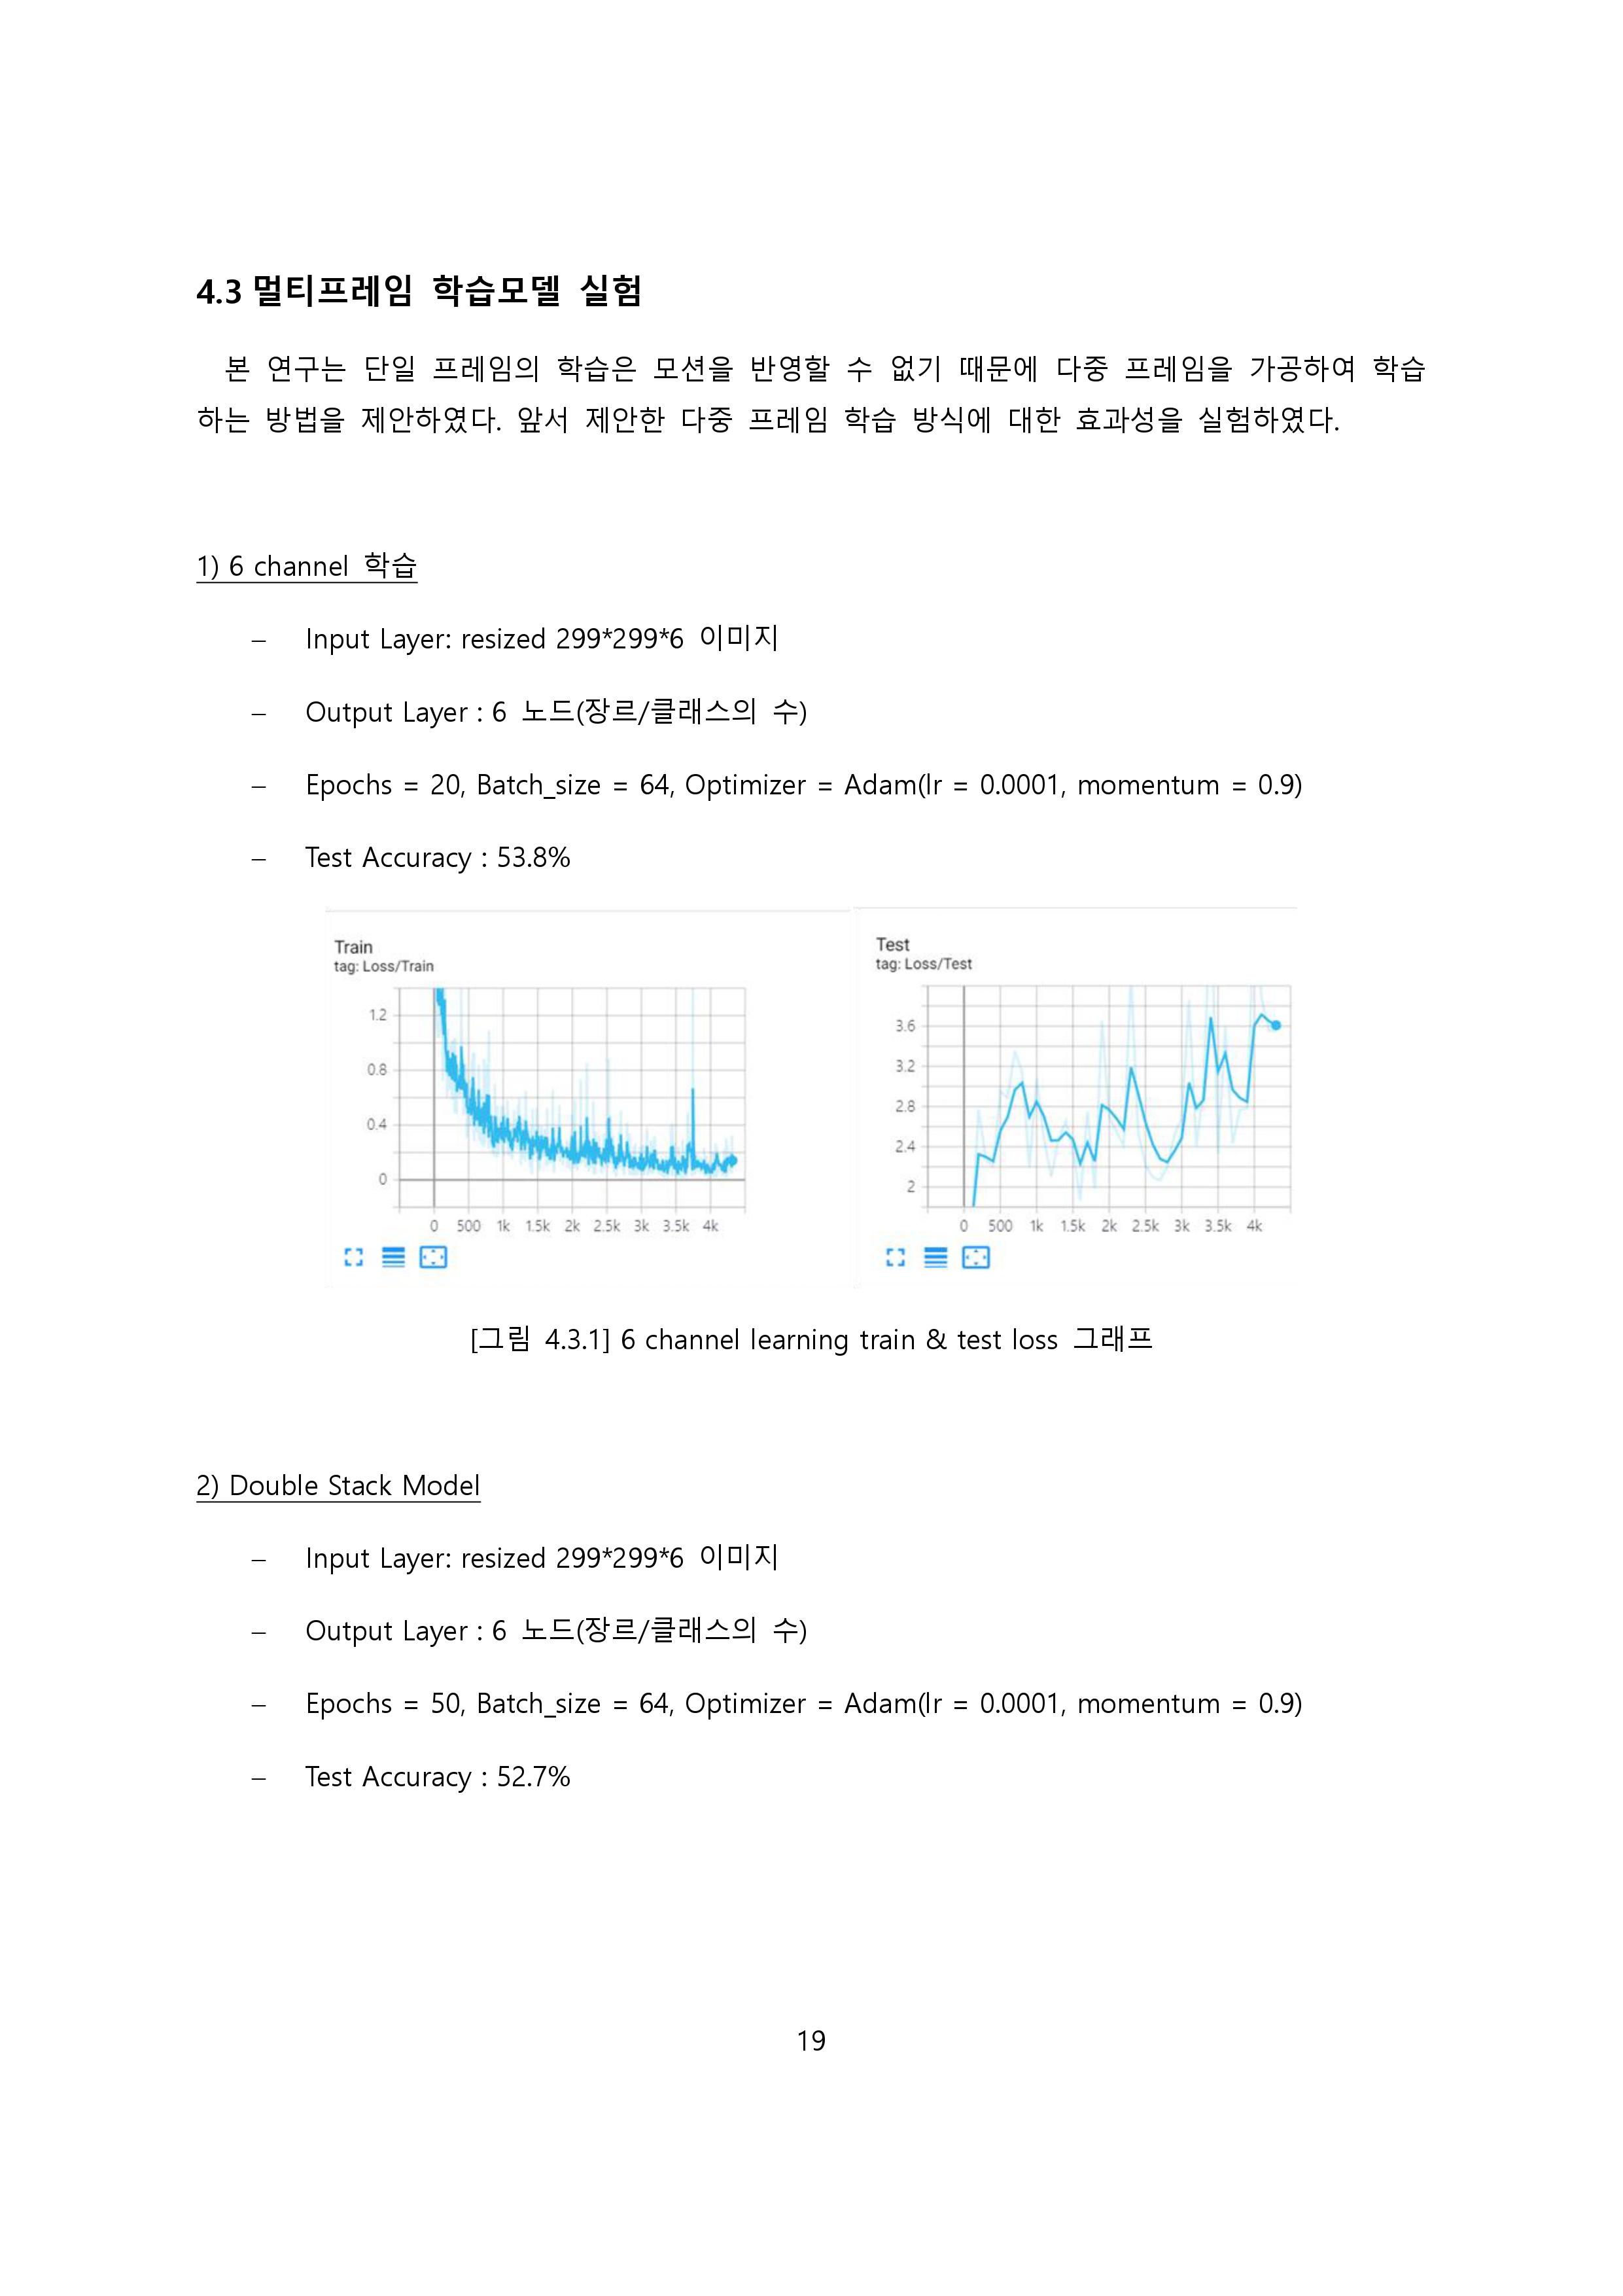 4.3 멀티프레임 학습모델 실험
본 연구는 단일 프레임의 학습은 모션을 반영할 수 없기 때문에 다중 프레임을 가공하여 학습
하는 방법을 제안하였다. 앞서 제안한 다중 프레임 학습 방식에 대한 효과성을 실험하였다.
1) 6 channel 학습
– Input Layer: resized 299*299*6 이미지
– Output Layer : 6 노드(장르/클래스의 수)
– Epochs = 20, Batch_size = 64, Optimizer = Adam(lr = 0.0001, momentum = 0.9)
– Test Accuracy : 53.8%
Train
tag: Loss/Train
1.2
0.8
0.4
0
0 500 1k 1.5k 2k 2.5k 3k 3.5k 4k
Test
tag: Loss/Test
3.6
3.2
2.8
2.4
2
0 500 1k 1.5k 2k 2.5k 3k 3.5k 4k
[그림 4.3.1] 6 channel learning train & test loss 그래프
2) Double Stack Model
– Input Layer: resized 299*299*6 이미지
– Output Layer : 6 노드(장르/클래스의 수)
– Epochs = 50, Batch_size = 64, Optimizer = Adam(lr = 0.0001, momentum = 0.9)
– Test Accuracy : 52.7%
19